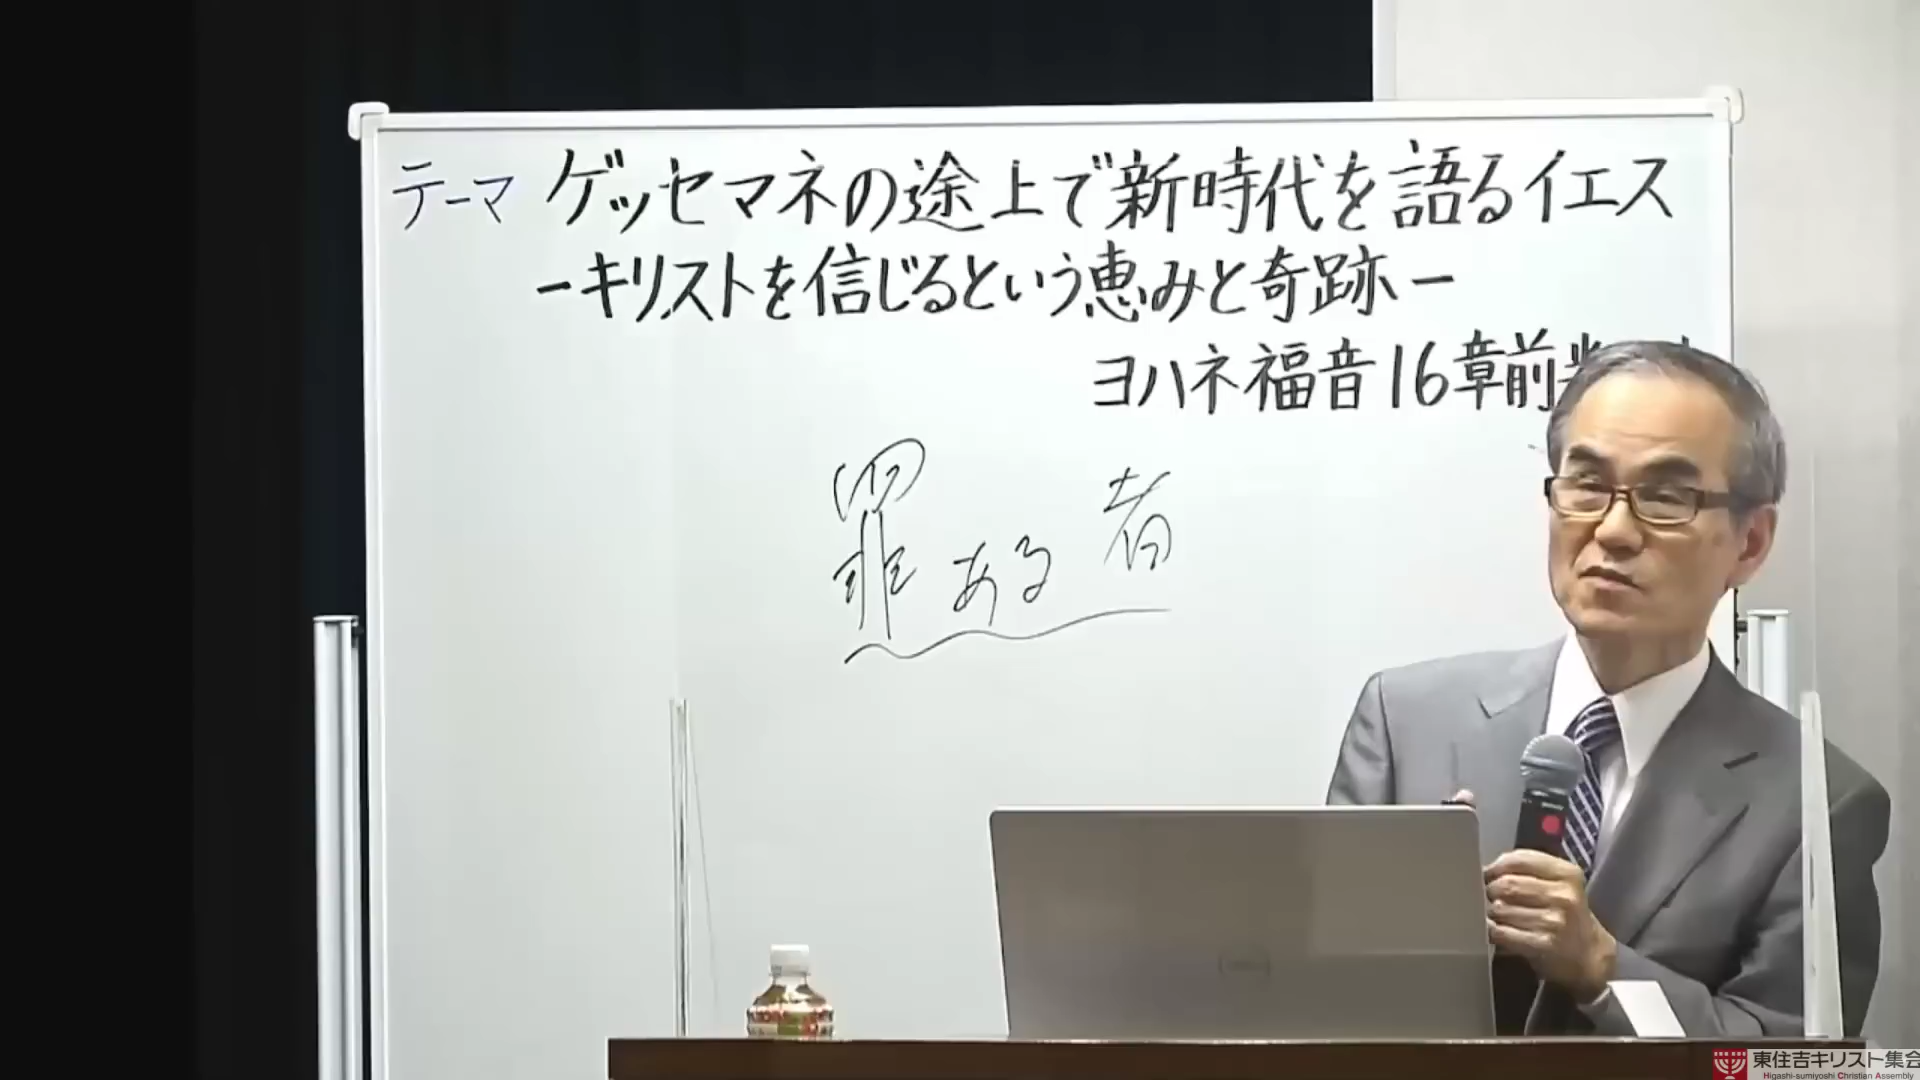 テーマ ゲッセマネの途上で新時代を語るイエス
ーキリストを信じるという恵みと奇跡ー
ヨハネ福音16章前半
罪ある者
DELL
東住吉キリスト集会
Higashi-sumiyoshi Christian Assembly